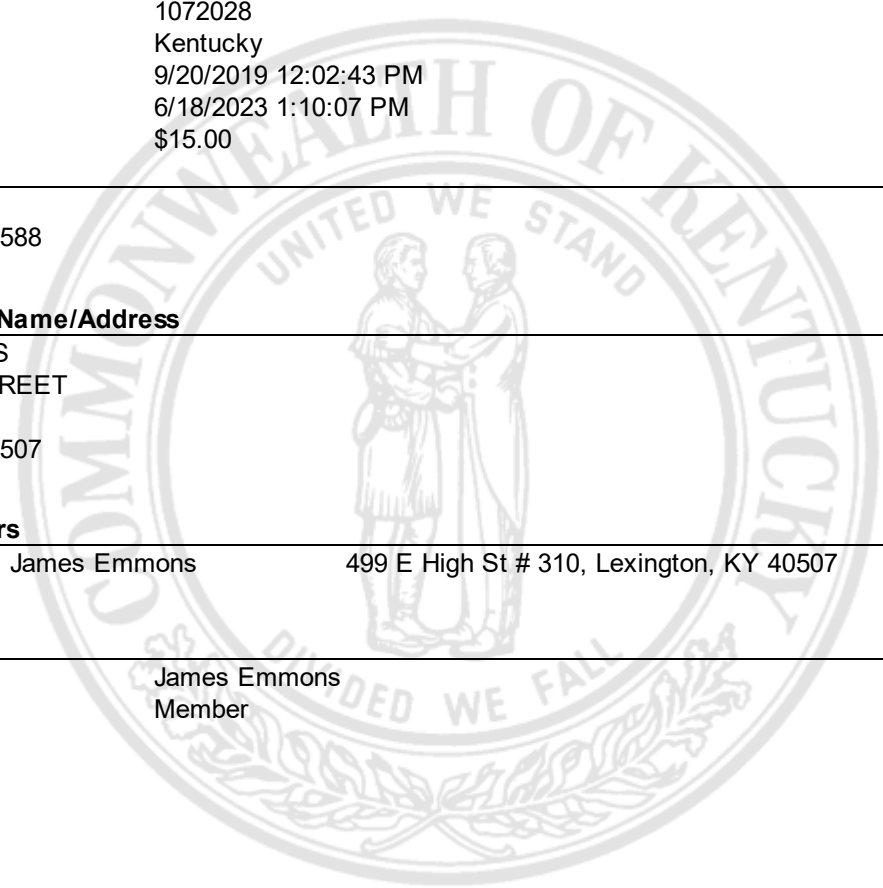 1072028
Kentucky
9/20/2019 12:02:43 PM
6/18/2023 1:10:07 PM
$15.00
COMMONWEALTH OF KENTUCKY
UNITED WE STAND
588
Name/Address
S
REET
507
rs
James Emmons 499 E High St # 310, Lexington, KY 40507
DIVIDED WE FALL
James Emmons
Member